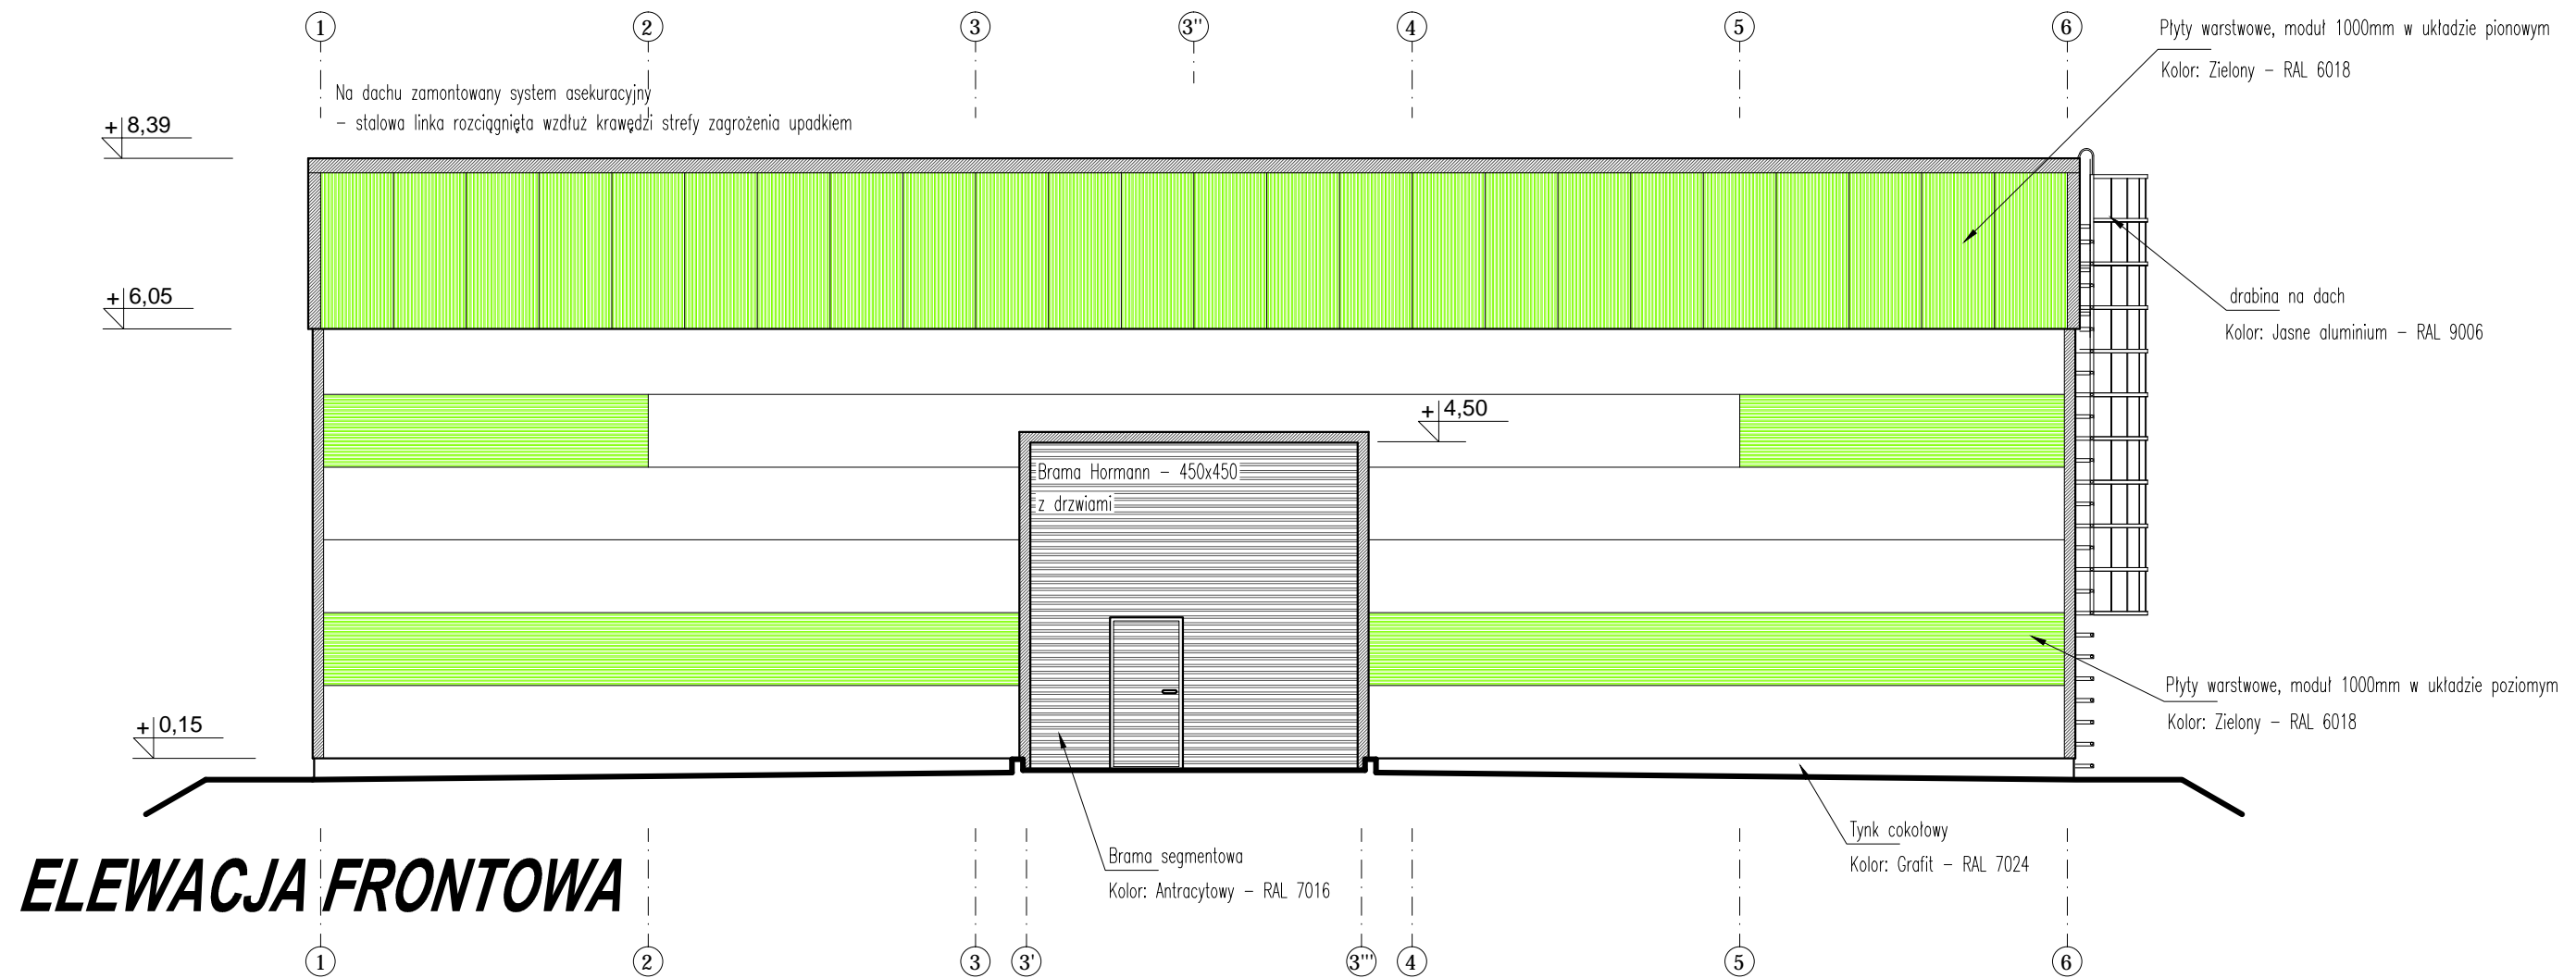 1 2 3 3'' 4 5 6
Płyty warstwowe, moduł 1000mm w układzie pionowym
Kolor: Zielony – RAL 6018
Na dachu zamontowany system asekuracyjny
– stalowa linka rozciągnięta wzdłuż krawędzi strefy zagrożenia upadkiem
+ 8,39
+ 6,05
drabina na dach
Kolor: Jasne aluminium – RAL 9006
+ 4,50
Brama Hormann – 450x450
z drzwiami
Płyty warstwowe, moduł 1000mm w układzie poziomym
Kolor: Zielony – RAL 6018
+ 0,15
Tynk cokołowy
Kolor: Grafit – RAL 7024
Brama segmentowa
Kolor: Antracytowy – RAL 7016
ELEWACJA FRONTOWA
1 2 3 3' 3''' 4 5 6